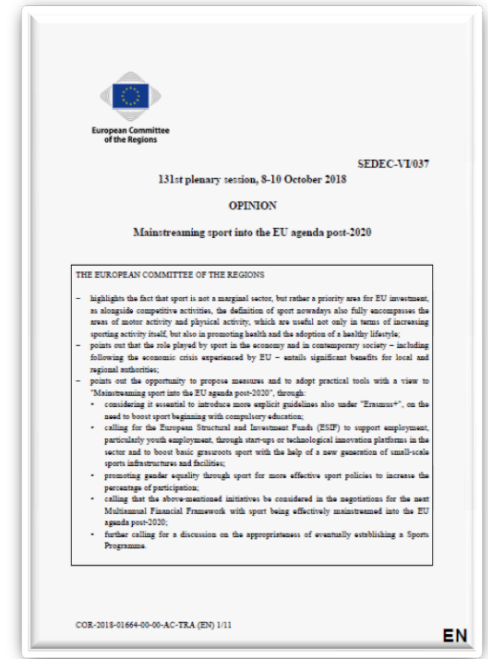 European Committee
of the Regions
SEDEC-VI/037
131st plenary session, 8-10 October 2018
OPINION
Mainstreaming sport into the EU agenda post-2020
THE EUROPEAN COMMITTEE OF THE REGIONS
– highlights the fact that sport is not a marginal sector, but rather a priority area for EU investment,
as alongside competitive activities, the definition of sport nowadays also fully encompasses the
areas of motor activity and physical activity, which are useful not only in terms of increasing
sporting activity itself, but also in promoting health and the adoption of a healthy lifestyle;
– points out that the role played by sport in the economy and in contemporary society – including
following the economic crisis experienced by EU – entails significant benefits for local and
regional authorities;
– points out the opportunity to propose measures and to adopt practical tools with a view to
"Mainstreaming sport into the EU agenda post-2020", through:
• considering it essential to introduce more explicit guidelines also under "Erasmus+", on the
need to boost sport beginning with compulsory education;
• calling for the European Structural and Investment Funds (ESIF) to support employment,
particularly youth employment, through start-ups or technological innovation platforms in the
sector and to boost basic grassroots sport with the help of a new generation of small-scale
sports infrastructures and facilities;
• promoting gender equality through sport for more effective sport policies to increase the
percentage of participation;
• calling that the above-mentioned initiatives be considered in the negotiations for the next
Multiannual Financial Framework with sport being effectively mainstreamed into the EU
agenda post-2020;
• further calling for a discussion on the appropriateness of eventually establishing a Sports
Programme.
COR-2018-01664-00-00-AC-TRA (EN) 1/11
EN